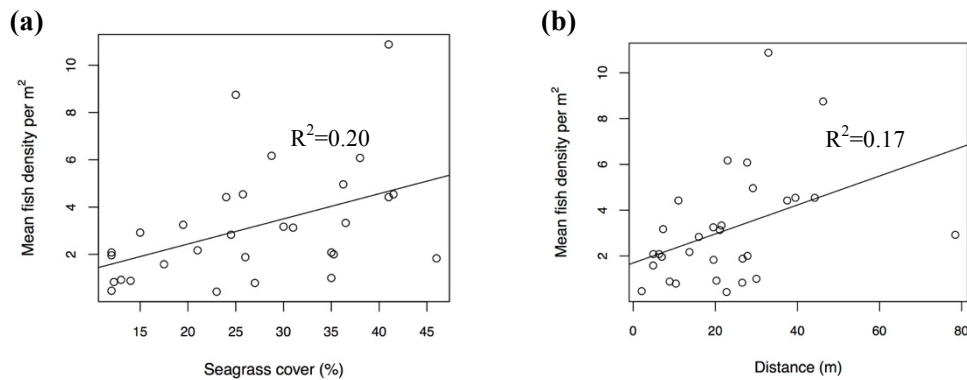 (a)
Mean fish density per m²
10
8
6
4
2
R²=0.20
15 20 25 30 35 40 45
Seagrass cover (%)
(b)
Mean fish density per m²
10
8
6
4
2
R²=0.17
0 20 40 60 80
Distance (m)